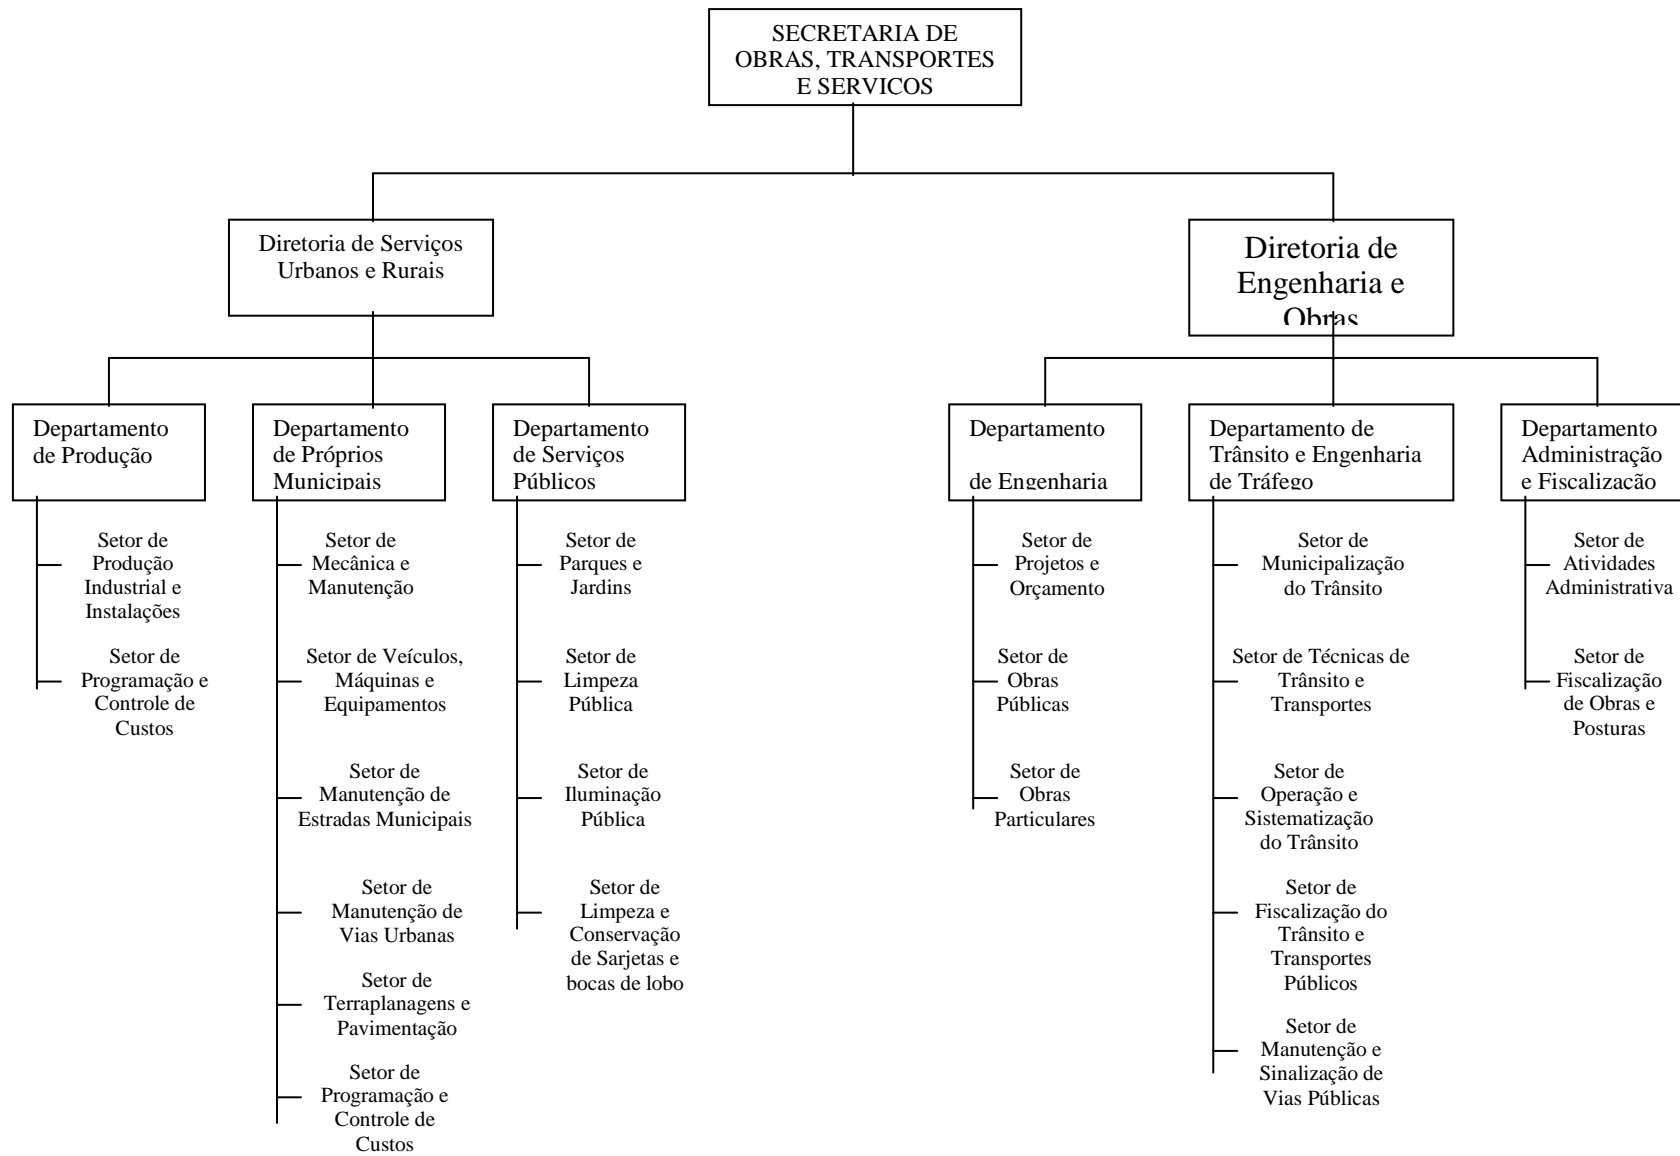 SECRETARIA DE
OBRAS, TRANSPORTES
E SERVICOS
Diretoria de Serviços
Urbanos e Rurais
Diretoria de
Engenharia e
Obras
Departamento
de Produção
Departamento
de Próprios
Municipais
Departamento
de Serviços
Públicos
Departamento
de Engenharia
Departamento de
Trânsito e Engenharia
de Tráfego
Departamento
Administração
e Fiscalização
Setor de
Produção
Industrial e
Instalações
Setor de
Programação e
Controle de
Custos
Setor de
Mecânica e
Manutenção
Setor de Veículos,
Máquinas e
Equipamentos
Setor de
Manutenção de
Estradas Municipais
Setor de
Manutenção de
Vias Urbanas
Setor de
Terraplanagens e
Pavimentação
Setor de
Programação e
Controle de
Custos
Setor de
Parques e
Jardins
Setor de
Limpeza
Pública
Setor de
Iluminação
Pública
Setor de
Limpeza e
Conservação
de Sarjetas e
bocas de lobo
Setor de
Projetos e
Orçamento
Setor de
Obras
Públicas
Setor de
Obras
Particulares
Setor de
Municipalização
do Trânsito
Setor de Técnicas de
Trânsito e
Transportes
Setor de
Operação e
Sistematização
do Trânsito
Setor de
Fiscalização do
Trânsito e
Transportes
Públicos
Setor de
Manutenção e
Sinalização de
Vias Públicas
Setor de
Atividades
Administrativa
Setor de
Fiscalização
de Obras e
Posturas